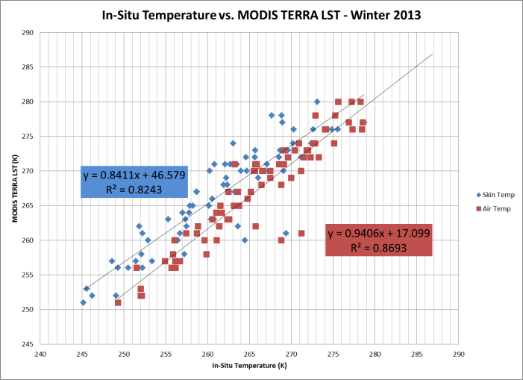 In-Situ Temperature vs. MODIS TERRA LST - Winter 2013
290
285
280
275
270
265
260
255
250
245
MODIS TERRA LST (K)
y = 0.8411x + 46.579
R² = 0.8243
y = 0.9406x + 17.099
R² = 0.8693
Skin Temp
Air Temp
240 245 250 255 260 265 270 275 280 285 290
In-Situ Temperature (K)